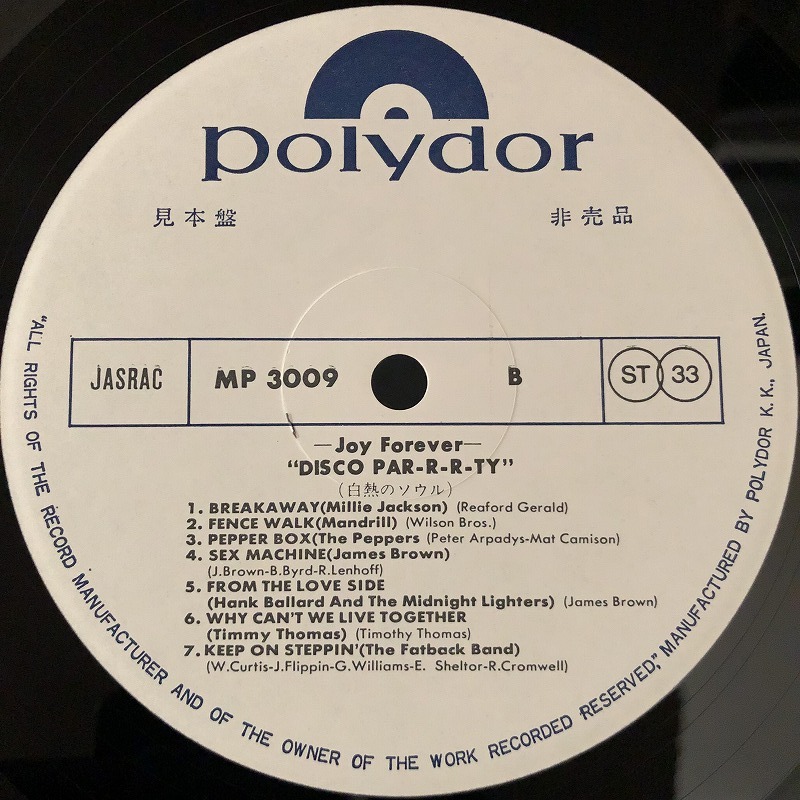 polydor
見本盤 非売品
JASRAC MP 3009 B ST 33
—Joy Forever—
“DISCO PAR-R-R-TY”
(白熱のソウル)
1. BREAKAWAY(Millie Jackson) (Reaford Gerald)
2. FENCE WALK(Mandrill) (Wilson Bros.)
3. PEPPER BOX(The Peppers (Peter Arpadys-Mat Camison)
4. SEX MACHINE(James Brown)
(J.Brown-B.Byrd-R.Lenhoff)
5. FROM THE LOVE SIDE
(Hank Ballard And The Midnight Lighters) (James Brown)
6. WHY CAN'T WE LIVE TOGETHER
(Timmy Thomas) (Timothy Thomas)
7. KEEP ON STEPPIN'(The Fatback Band)
(W.Curtis-J.Flippin-G.Williams-E. Sheltor-R.Cromwell)
“ALL RIGHTS OF THE RECORD MANUFACTURER AND OF THE OWNER OF THE WORK RECORDED RESERVED,” MANUFACTURED BY POLYDOR K.K., JAPAN.